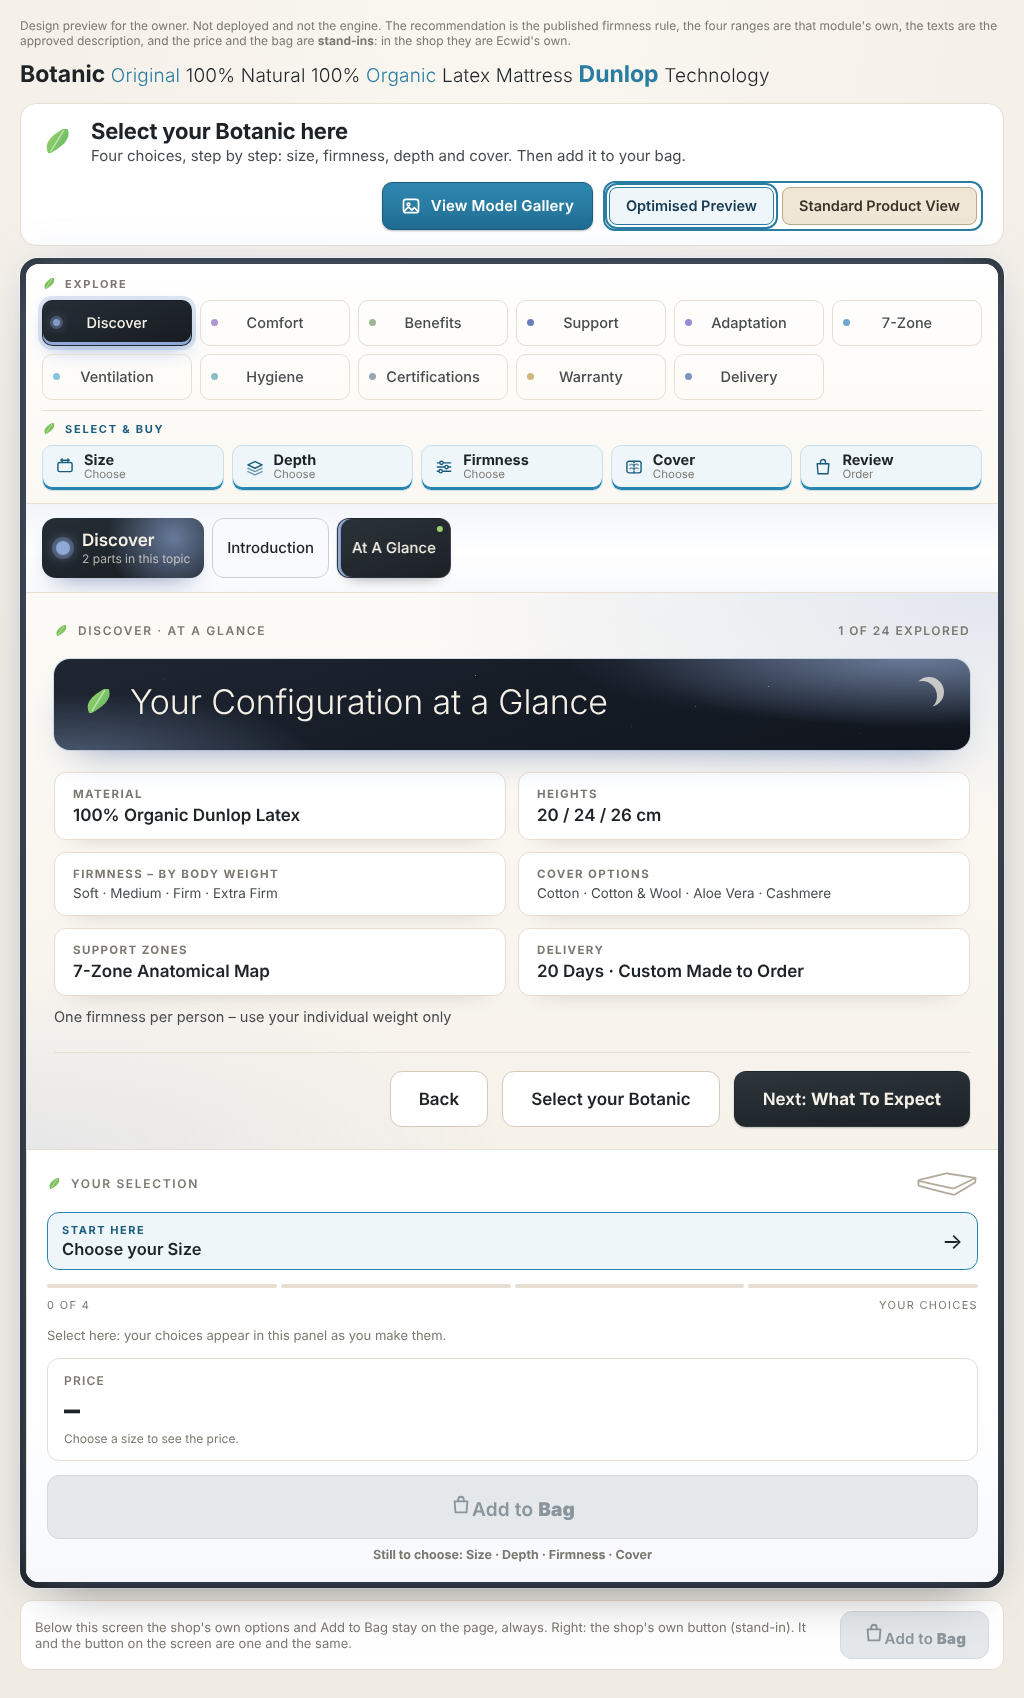 Design preview for the owner. Not deployed and not the engine. The recommendation is the published firmness rule, the four ranges are that module's own, the texts are the
approved description, and the price and the bag are stand-ins: in the shop they are Ecwid's own.
Botanic Original 100% Natural 100% Organic Latex Mattress Dunlop Technology
Select your Botanic here
Four choices, step by step: size, firmness, depth and cover. Then add it to your bag.
View Model Gallery
Optimised Preview
Standard Product View
EXPLORE
Discover
Comfort
Benefits
Support
Adaptation
7-Zone
Ventilation
Hygiene
Certifications
Warranty
Delivery
SELECT & BUY
Size
Choose
Depth
Choose
Firmness
Choose
Cover
Choose
Review
Order
Discover
2 parts in this topic
Introduction
At A Glance
DISCOVER · AT A GLANCE
1 OF 24 EXPLORED
Your Configuration at a Glance
MATERIAL
100% Organic Dunlop Latex
HEIGHTS
20 / 24 / 26 cm
FIRMNESS – BY BODY WEIGHT
Soft · Medium · Firm · Extra Firm
COVER OPTIONS
Cotton · Cotton & Wool · Aloe Vera · Cashmere
SUPPORT ZONES
7-Zone Anatomical Map
DELIVERY
20 Days · Custom Made to Order
One firmness per person – use your individual weight only
Back
Select your Botanic
Next: What To Expect
YOUR SELECTION
START HERE
Choose your Size
0 OF 4
YOUR CHOICES
Select here: your choices appear in this panel as you make them.
PRICE
–
Choose a size to see the price.
Add to Bag
Still to choose: Size · Depth · Firmness · Cover
Below this screen the shop's own options and Add to Bag stay on the page, always. Right: the shop's own button (stand-in). It
and the button on the screen are one and the same.
Add to Bag